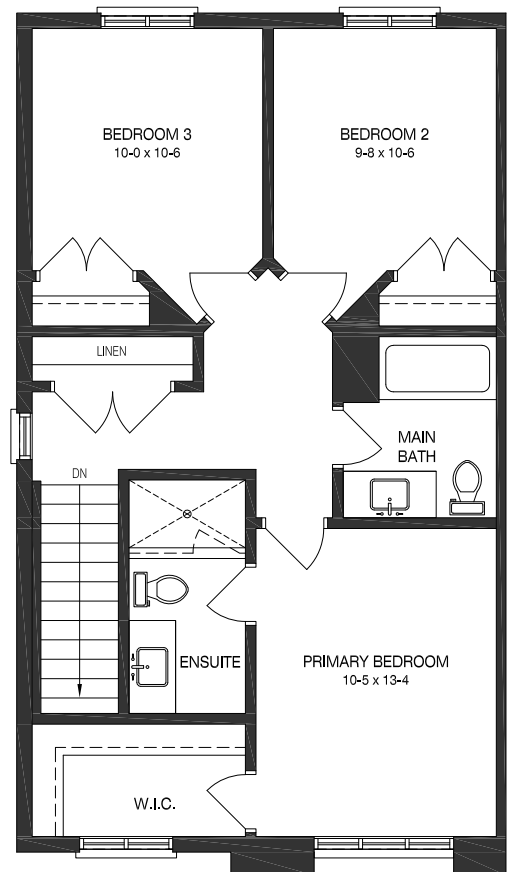 BEDROOM 3
10-0 x 10-6
BEDROOM 2
9-8 x 10-6
LINEN
MAIN
BATH
DN
ENSUITE
PRIMARY BEDROOM
10-5 x 13-4
W.I.C.